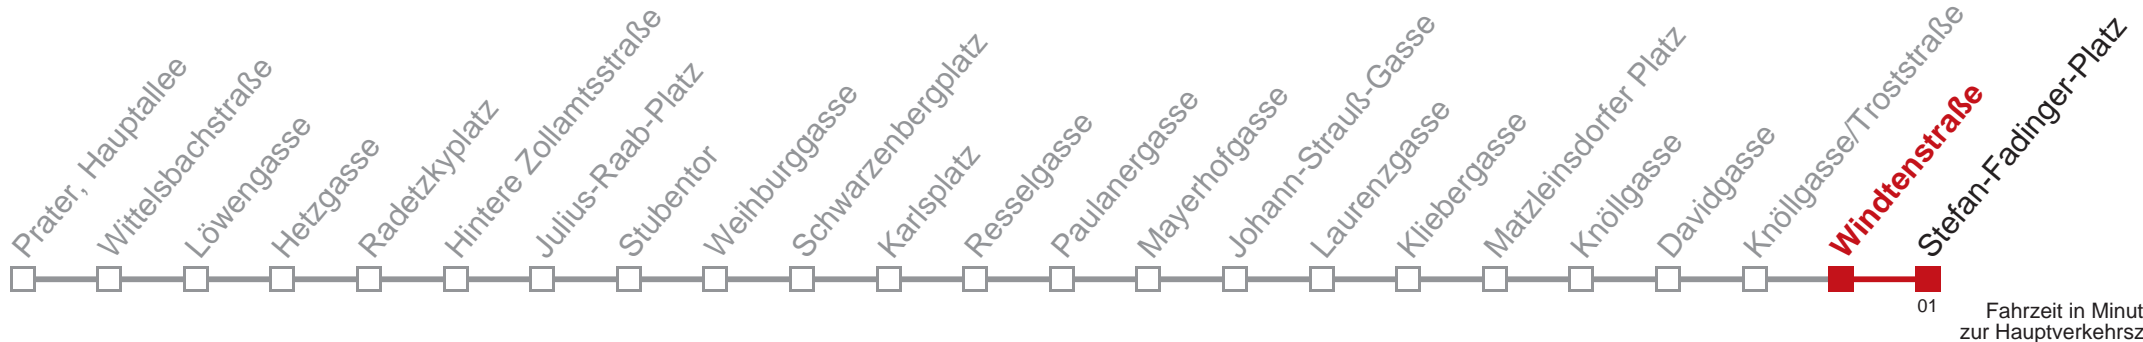 Prater, Hauptallee
Wittelsbachstraße
Löwengasse
Hetzgasse
Radetzkyplatz
Hintere Zollamtsstraße
Julius-Raab-Platz
Stubentor
Weihburggasse
Schwarzenbergplatz
Karlsplatz
Resselgasse
Paulanergasse
Mayerhofgasse
Johann-Strauß-Gasse
Laurenzgasse
Kliebergasse
Matzleinsdorfer Platz
Knöllgasse
Davidgasse
Knöllgasse/Troststraße
Windtenstraße
Stefan-Fadinger-Platz
01
Fahrzeit in Minut
zur Hauptverkehrsz